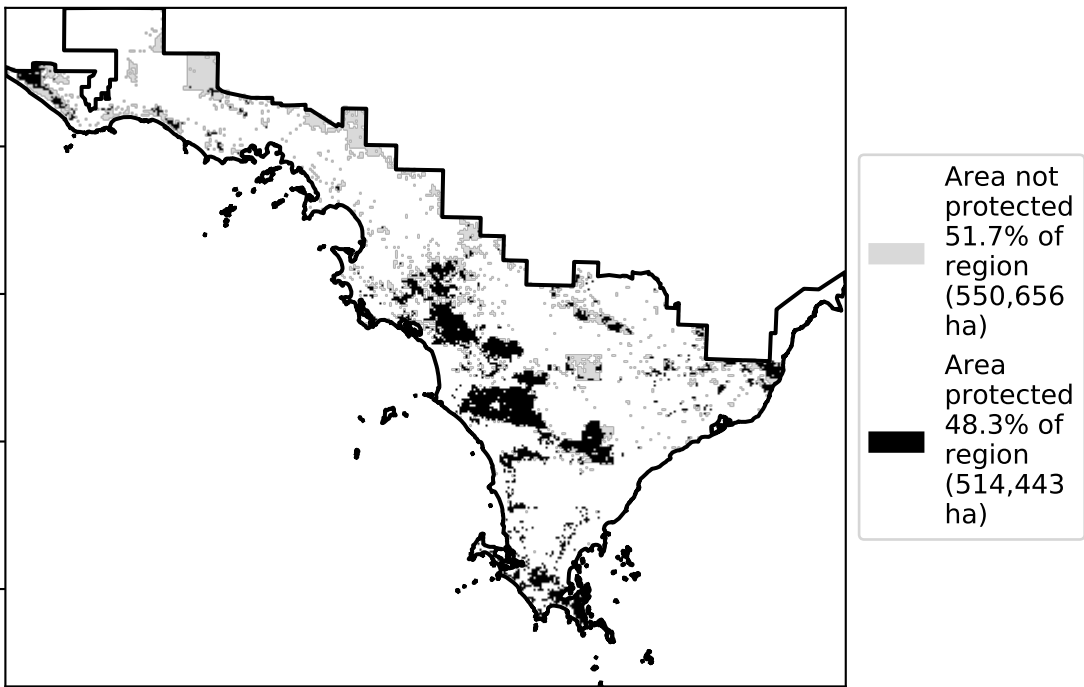 Area not
protected
51.7% of
region
(550,656
ha)
Area
protected
48.3% of
region
(514,443
ha)